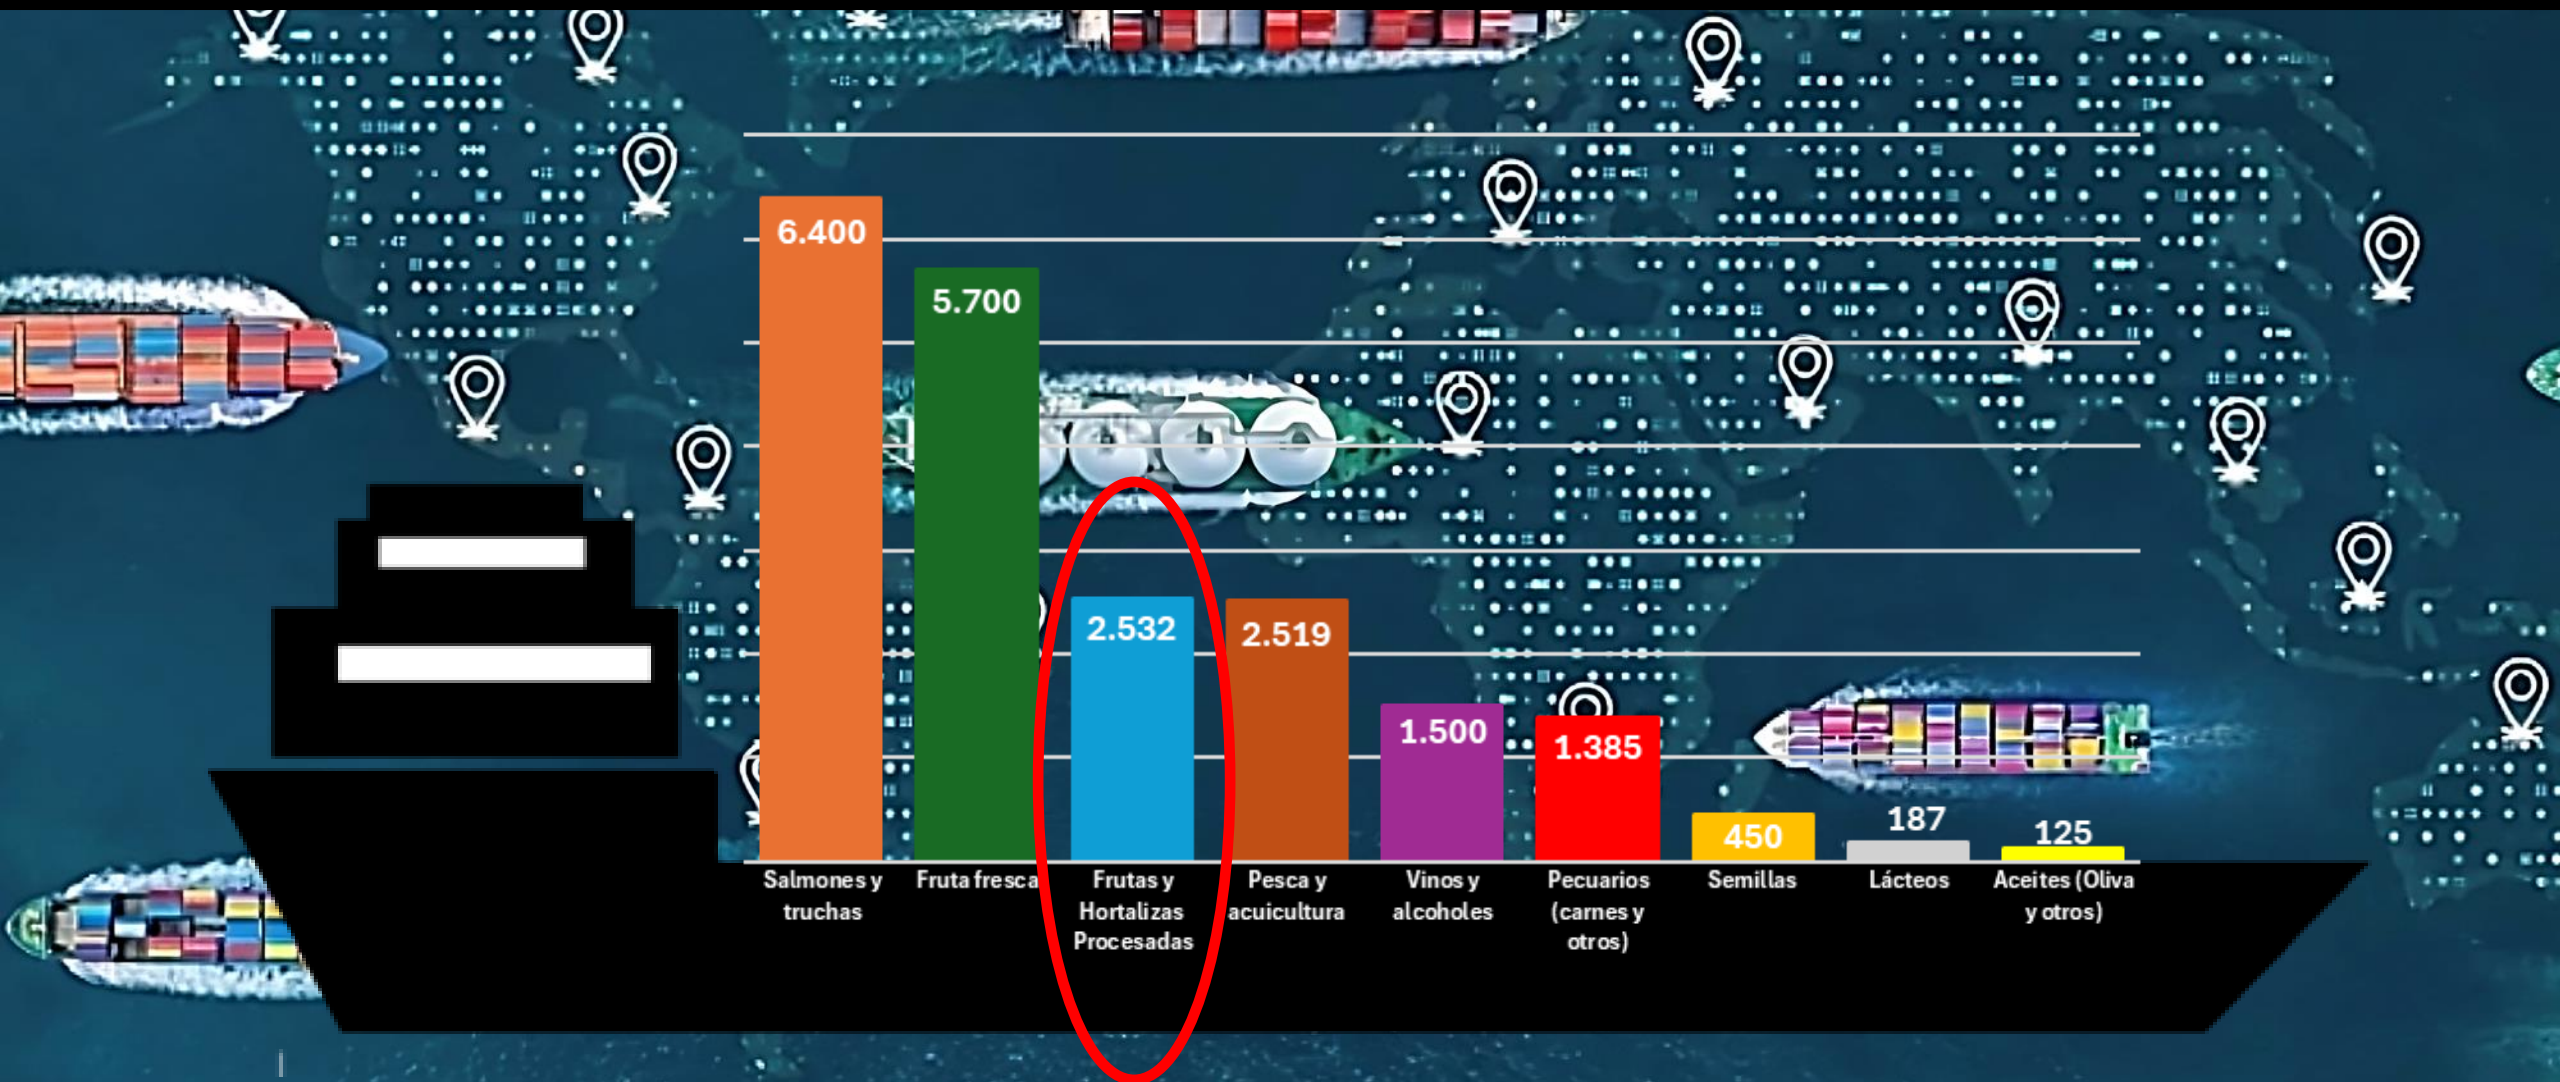 6.400
5.700
2.532
2.519
1.500
1.385
450
187
125
Salmones y
truchas
Fruta fresca
Frutas y
Hortalizas
Procesadas
Pesca y
acuicultura
Vinos y
alcoholes
Pecuarios
(carnes y
otros)
Semillas
Lácteos
Aceites (Oliva
y otros)